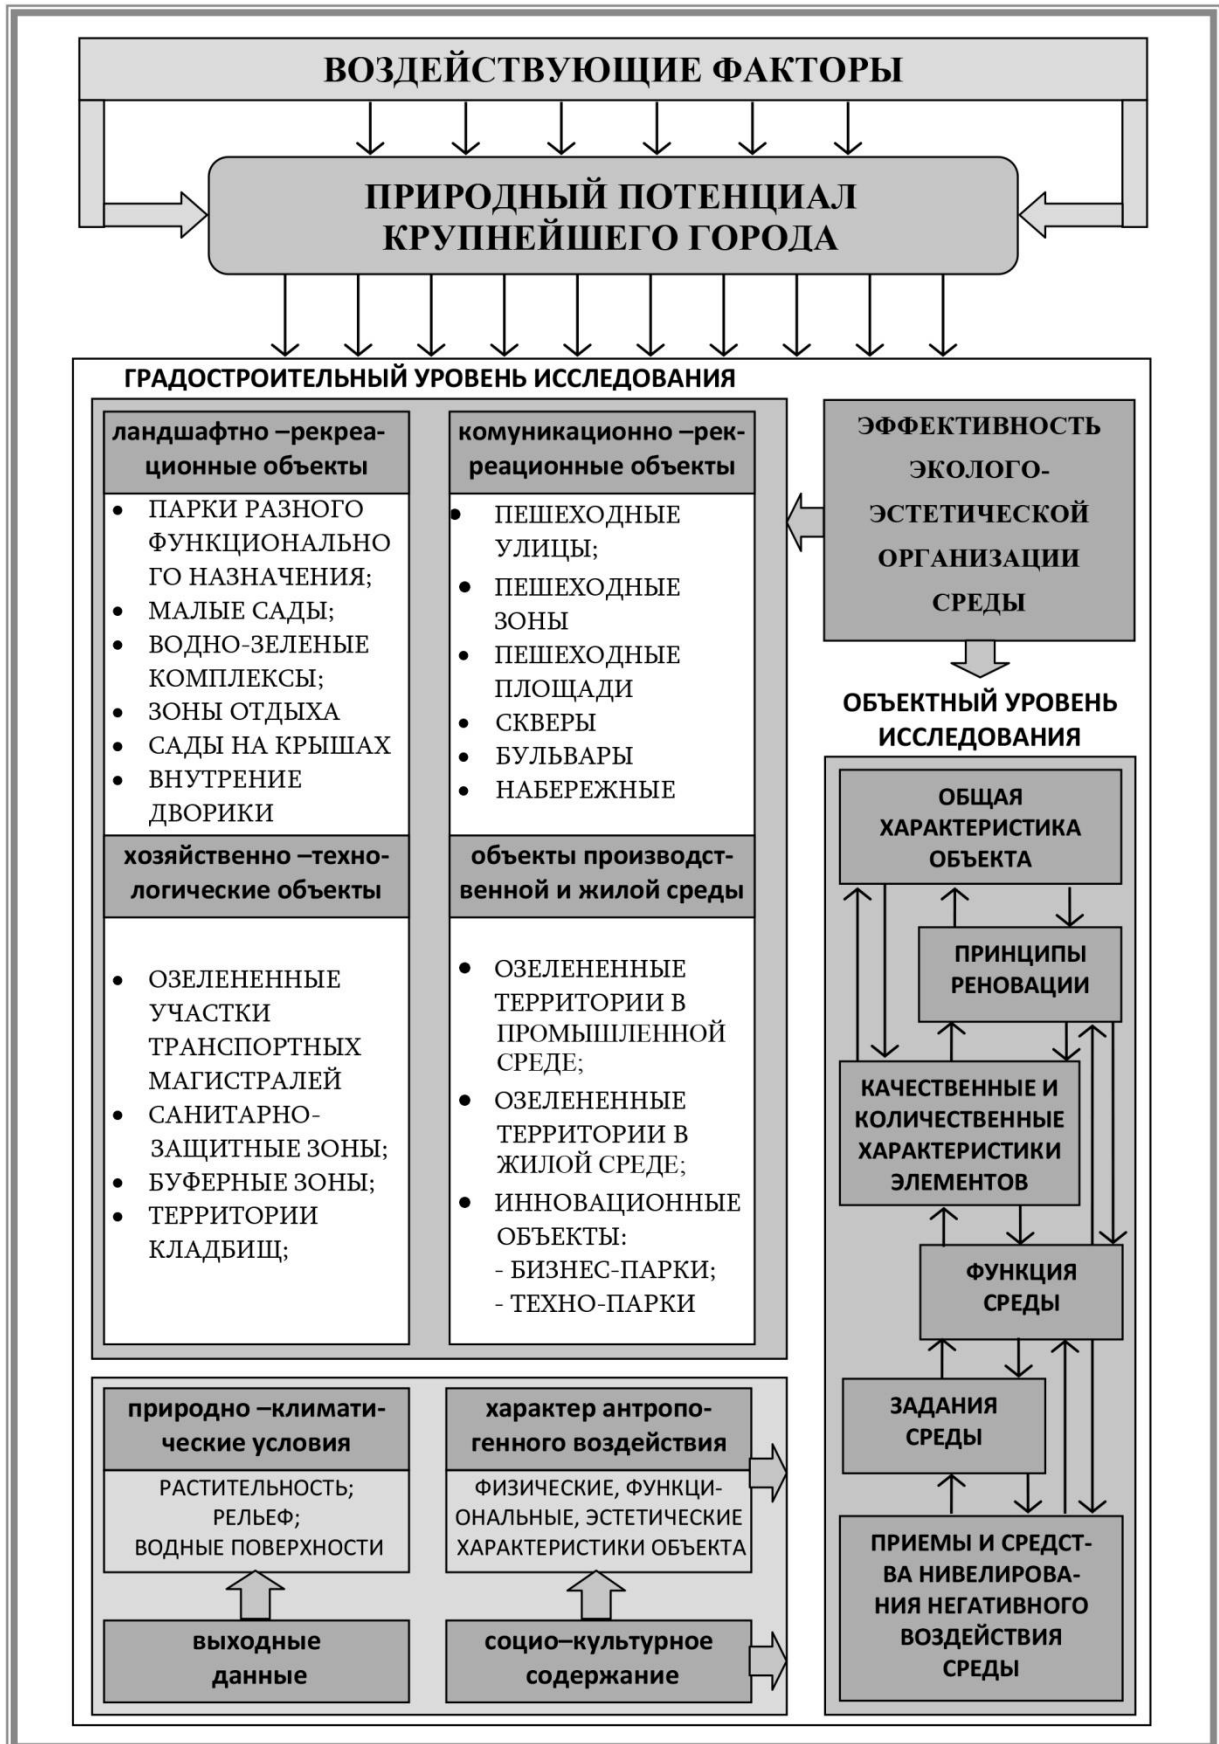 ВОЗДЕЙСТВУЮЩИЕ ФАКТОРЫ
ПРИРОДНЫЙ ПОТЕНЦИАЛ
КРУПНЕЙШЕГО ГОРОДА
ГРАДОСТРОИТЕЛЬНЫЙ УРОВЕНЬ ИССЛЕДОВАНИЯ
ландшафтно –рекреа-
ционные объекты
• ПАРКИ РАЗНОГО
ФУНКЦИОНАЛЬНО
ГО НАЗНАЧЕНИЯ;
• МАЛЫЕ САДЫ;
• ВОДНО-ЗЕЛЕНЫЕ
КОМПЛЕКСЫ;
• ЗОНЫ ОТДЫХА
• САДЫ НА КРЫШАХ
• ВНУТРЕНИЕ
ДВОРИКИ
комуникационно –рек-
реационные объекты
• ПЕШЕХОДНЫЕ
УЛИЦЫ;
• ПЕШЕХОДНЫЕ
ЗОНЫ
• ПЕШЕХОДНЫЕ
ПЛОЩАДИ
• СКВЕРЫ
• БУЛЬВАРЫ
• НАБЕРЕЖНЫЕ
хозяйственно –техно-
логические объекты
• ОЗЕЛЕНЕННЫЕ
УЧАСТКИ
ТРАНСПОРТНЫХ
МАГИСТРАЛЕЙ
• САНИТАРНО-
ЗАЩИТНЫЕ ЗОНЫ;
• БУФЕРНЫЕ ЗОНЫ;
• ТЕРРИТОРИИ
КЛАДБИЩ;
объекты производст-
венной и жилой среды
• ОЗЕЛЕНЕННЫЕ
ТЕРРИТОРИИ В
ПРОМЫШЛЕННОЙ
СРЕДЕ;
• ОЗЕЛЕНЕННЫЕ
ТЕРРИТОРИИ В
ЖИЛОЙ СРЕДЕ;
• ИННОВАЦИОННЫЕ
ОБЪЕКТЫ:
- БИЗНЕС-ПАРКИ;
- ТЕХНО-ПАРКИ
природно –климати-
ческие условия
РАСТИТЕЛЬНОСТЬ;
РЕЛЬЕФ;
ВОДНЫЕ ПОВЕРХНОСТИ
выходные
данные
характер антропо-
генного воздействия
ФИЗИЧЕСКИЕ, ФУНКЦИ-
ОНАЛЬНЫЕ, ЭСТЕТИЧЕСКИЕ
ХАРАКТЕРИСТИКИ ОБЪЕКТА
социо–культурное
содержание
ЭФФЕКТИВНОСТЬ
ЭКОЛОГО-
ЭСТЕТИЧЕСКОЙ
ОРГАНИЗАЦИИ
СРЕДЫ
ОБЪЕКТНЫЙ УРОВЕНЬ
ИССЛЕДОВАНИЯ
ОБЩАЯ
ХАРАКТЕРИСТИКА
ОБЪЕКТА
ПРИНЦИПЫ
РЕНОВАЦИИ
КАЧЕСТВЕННЫЕ И
КОЛИЧЕСТВЕННЫЕ
ХАРАКТЕРИСТИКИ
ЭЛЕМЕНТОВ
ФУНКЦИЯ
СРЕДЫ
ЗАДАНИЯ
СРЕДЫ
ПРИЕМЫ И СРЕДСТ-
ВА НИВЕЛИРОВА-
НИЯ НЕГАТИВНОГО
ВОЗДЕЙСТВИЯ
СРЕДЫ